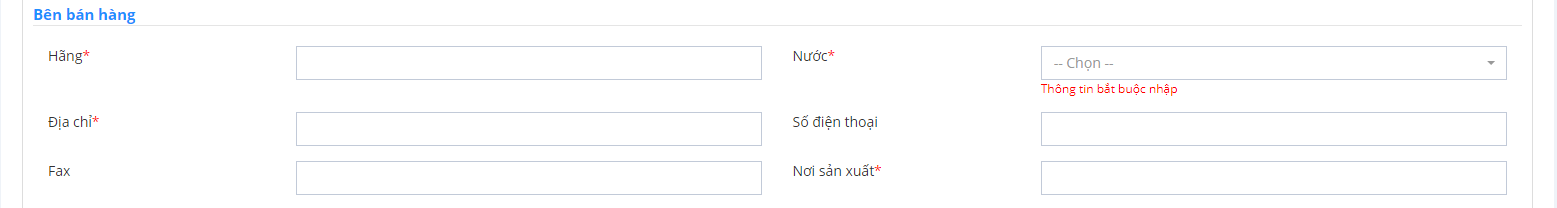 Bên bán hàng
Hãng*
Nước*
-- Chọn --
Thông tin bắt buộc nhập
Địa chỉ*
Số điện thoại
Fax
Nơi sản xuất*